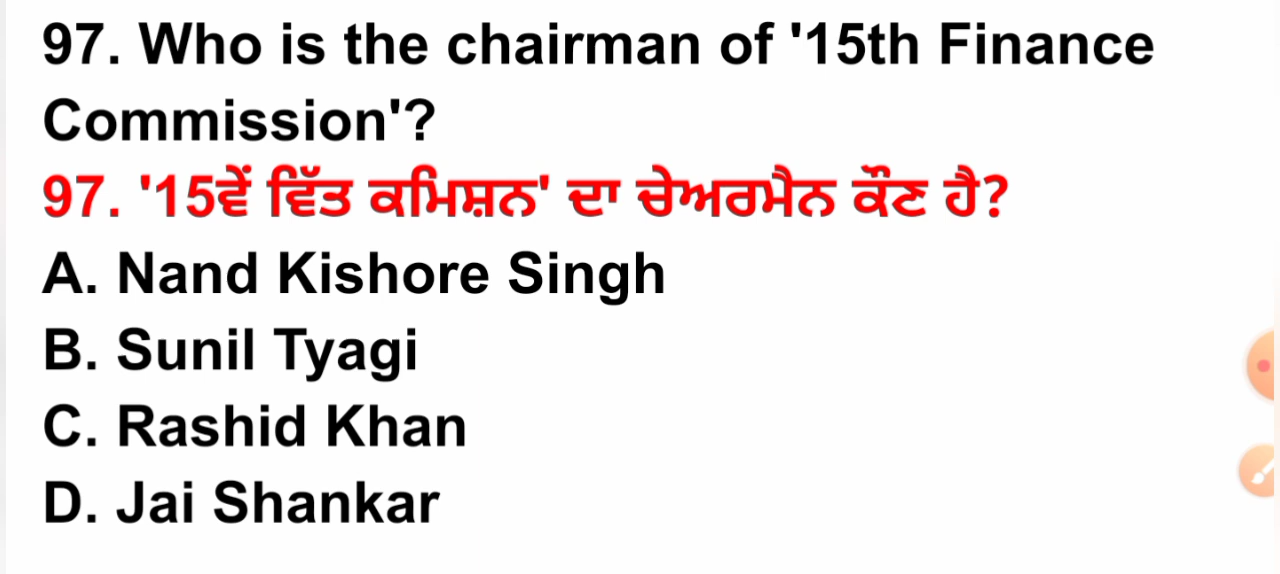 97. Who is the chairman of '15th Finance
Commission'?
97. '15ਵੇਂ ਵਿੱਤ ਕਮਿਸ਼ਨ' ਦਾ ਚੇਅਰਮੈਨ ਕੌਣ ਹੈ?
A. Nand Kishore Singh
B. Sunil Tyagi
C. Rashid Khan
D. Jai Shankar